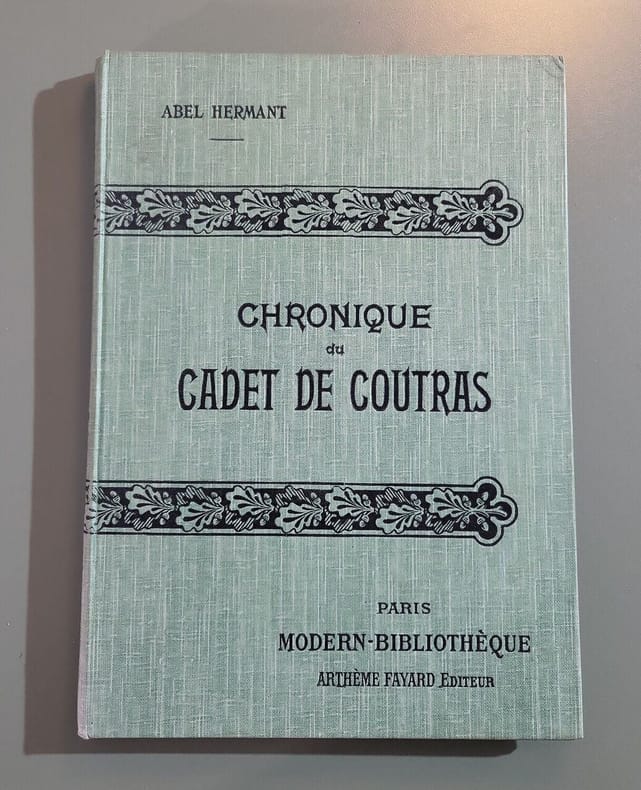 ABEL HERMANT
CHRONIQUE
du
CADET DE COUTRAS
PARIS
MODERN-BIBLIOTHÈQUE
ARTHÈME FAYARD EDITEUR